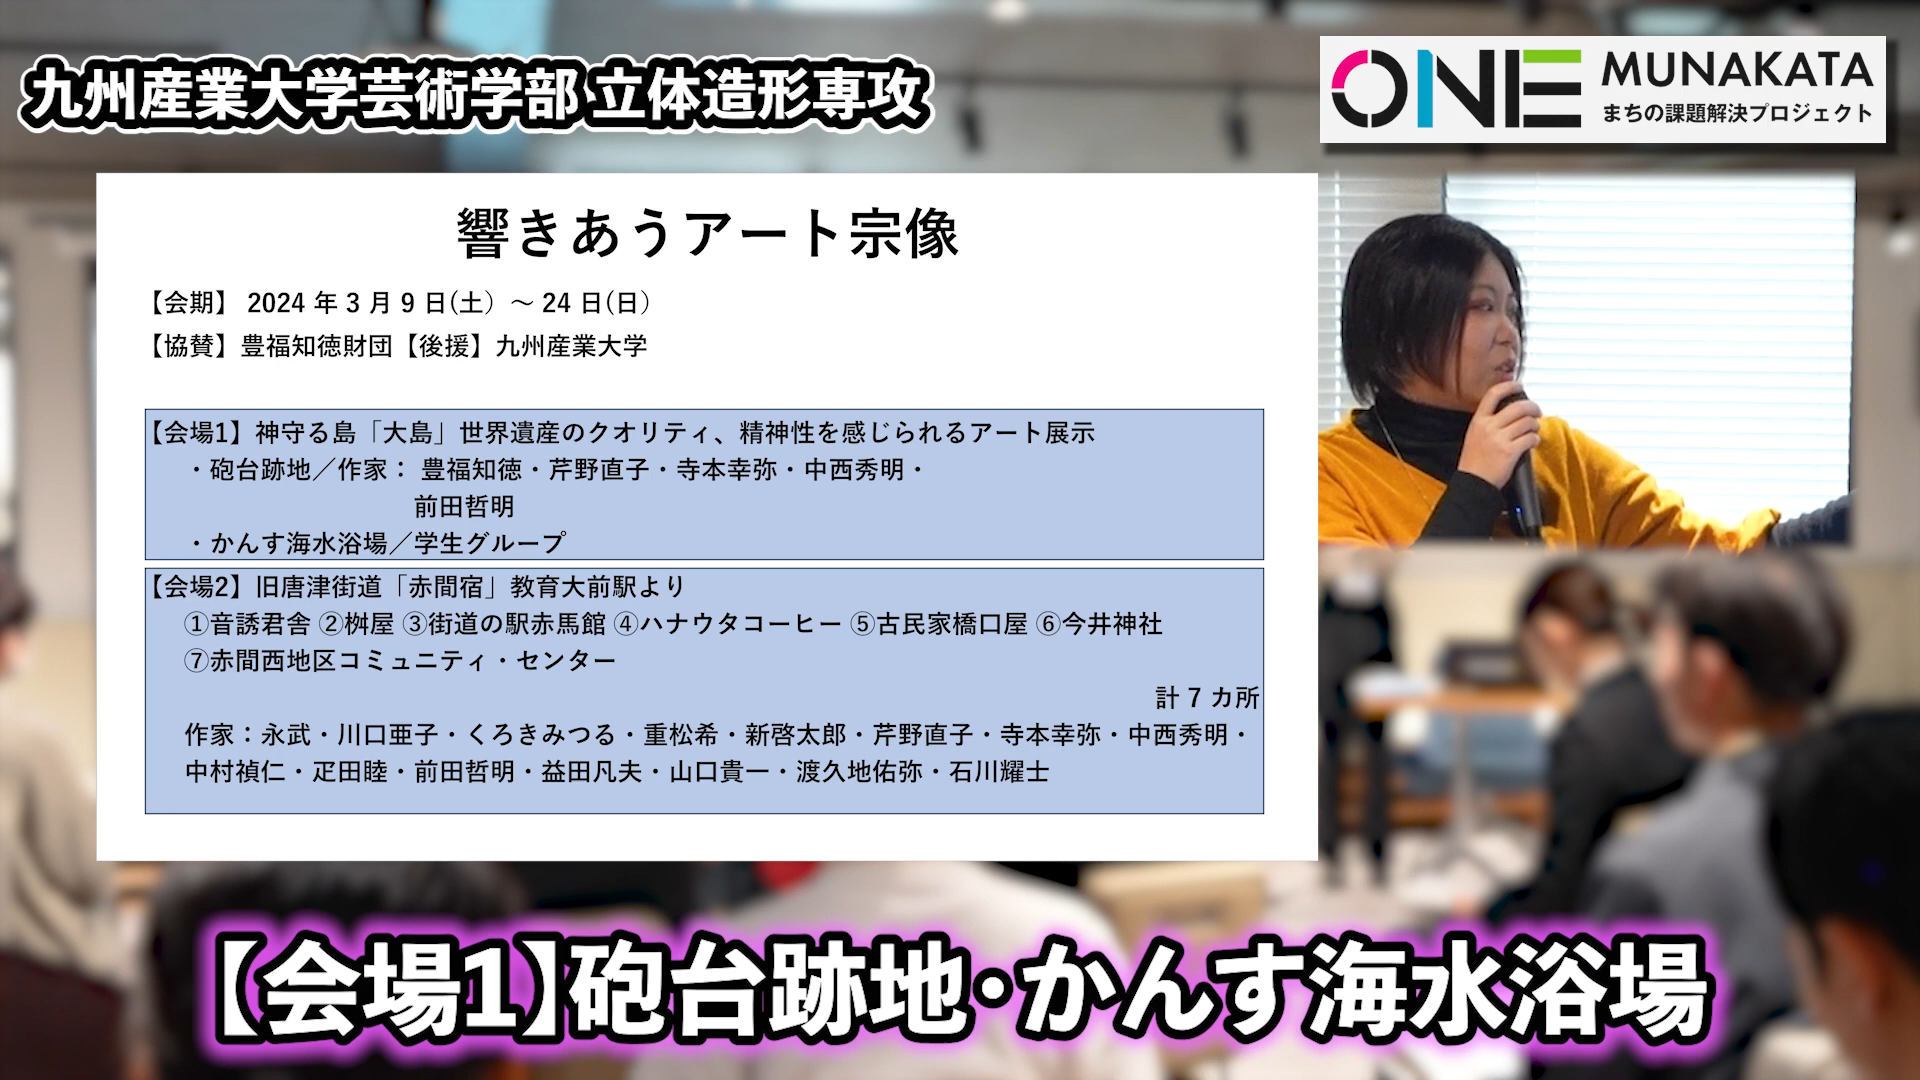 九州産業大学芸術学部 立体造形専攻
ONE MUNAKATA
まちの課題解決プロジェクト
響きあうアート宗像
【会期】 2024 年 3 月 9 日(土）～ 24 日(日）
【協賛】豊福知徳財団【後援】九州産業大学
【会場1】神守る島「大島」世界遺産のクオリティ、精神性を感じられるアート展示
・砲台跡地／作家： 豊福知徳・芹野直子・寺本幸弥・中西秀明・
前田哲明
・かんす海水浴場／学生グループ
【会場2】旧唐津街道「赤間宿」教育大前駅より
①音誘君舎 ②桝屋 ③街道の駅赤馬館 ④ハナウタコーヒー ⑤古民家橋口屋 ⑥今井神社
⑦赤間西地区コミュニティ・センター
計 7 カ所
作家：永武・川口亜子・くろきみつる・重松希・新啓太郎・芹野直子・寺本幸弥・中西秀明・
中村禎仁・疋田睦・前田哲明・益田凡夫・山口貴一・渡久地佑弥・石川耀士
【会場1】砲台跡地・かんす海水浴場